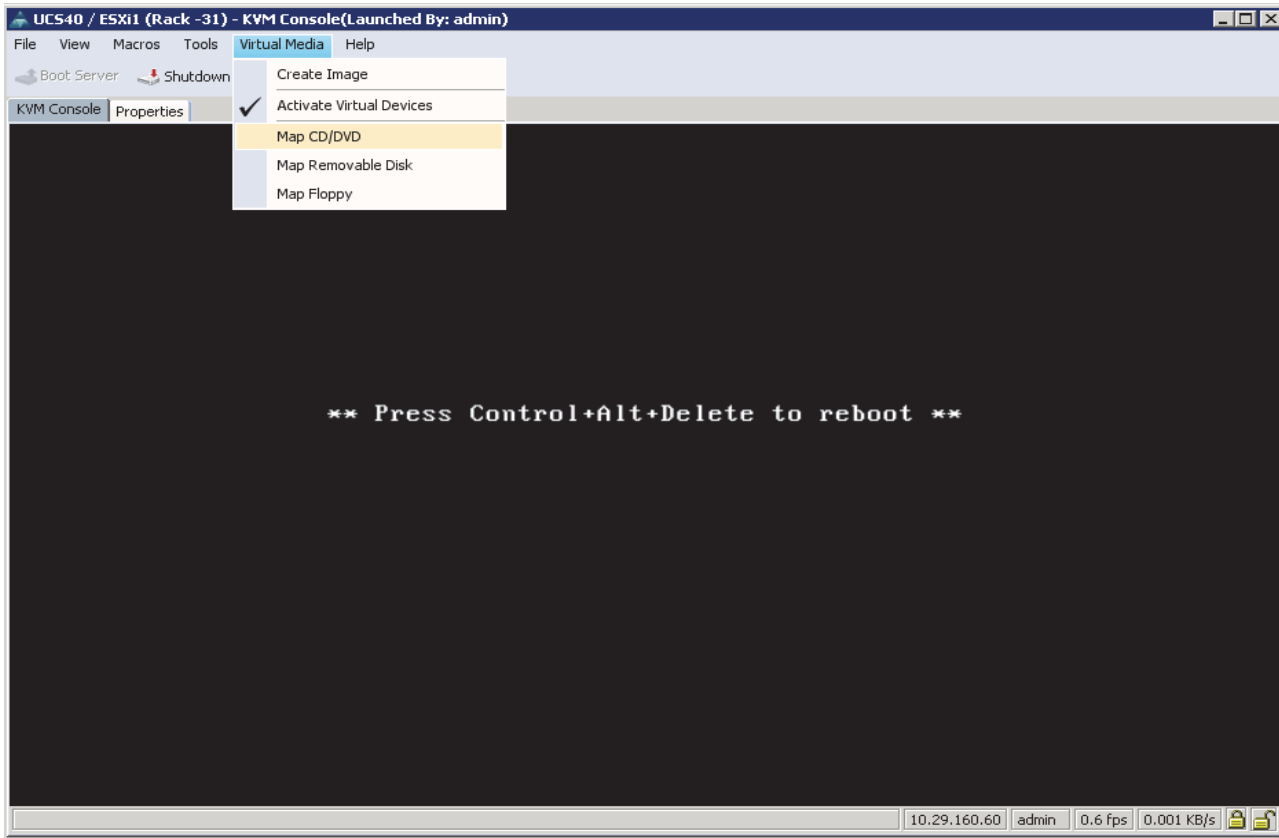 UCS40 / ESXi1 (Rack -31) - KVM Console(Launched By: admin)
File View Macros Tools Virtual Media Help
Boot Server Shutdown
Create Image
KVM Console Properties
Activate Virtual Devices
Map CD/DVD
Map Removable Disk
Map Floppy
** Press Control+Alt+Delete to reboot **
10.29.160.60 admin 0.6 fps 0.001 KB/s